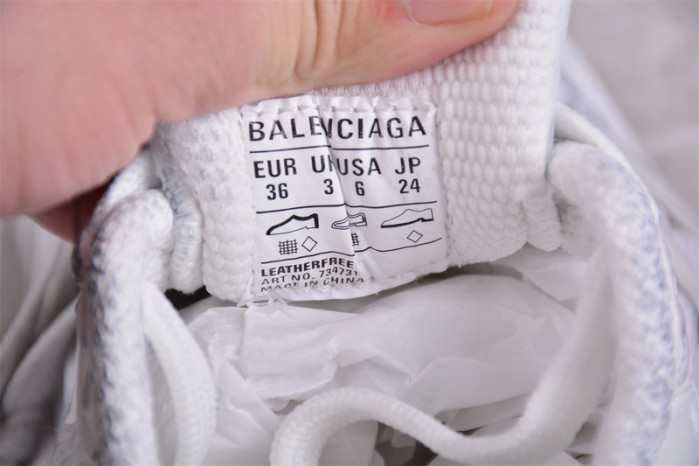 BALENCIAGA
EUR UK USA JP
36 3 6 24
LEATHERFREE
ART NO. 734731
MADE IN CHINA